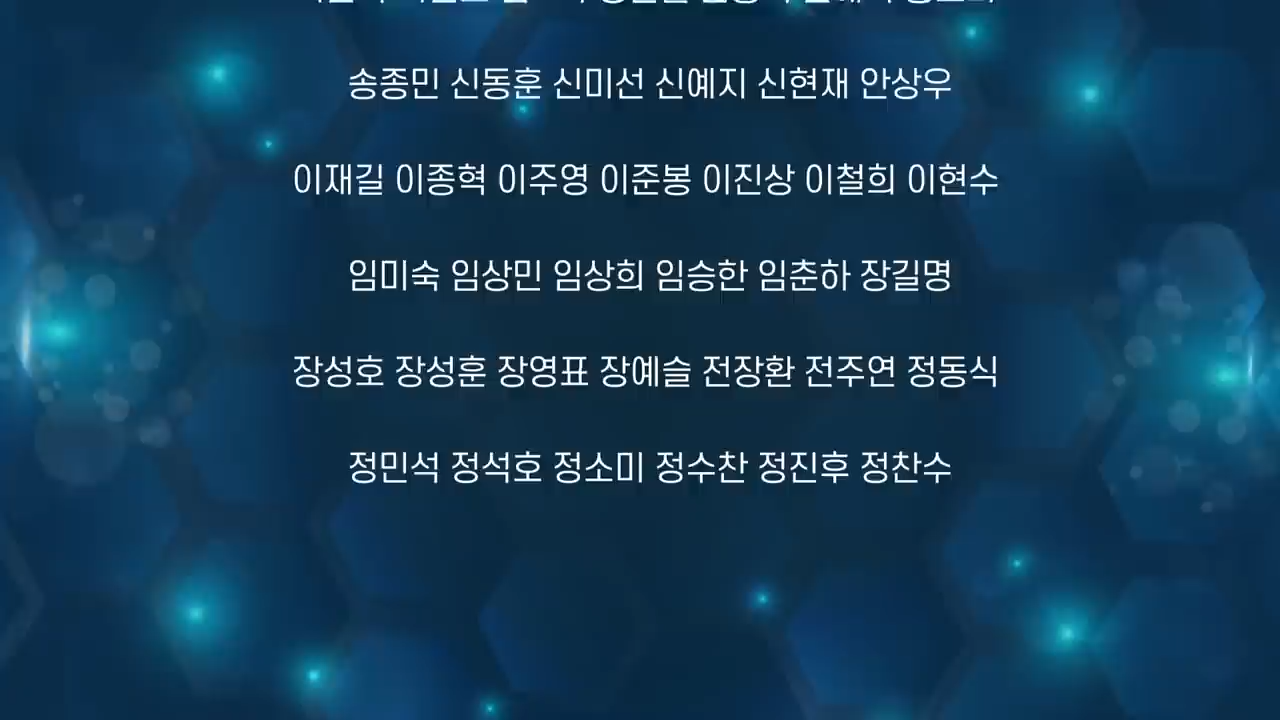 송종민 신동훈 신미선 신예지 신현재 안상우
이재길 이종혁 이주영 이준봉 이진상 이철희 이현수
임미숙 임상민 임상희 임승한 임춘하 장길명
장성호 장성훈 장영표 장예슬 전장환 전주연 정동식
정민석 정석호 정소미 정수찬 정진후 정찬수